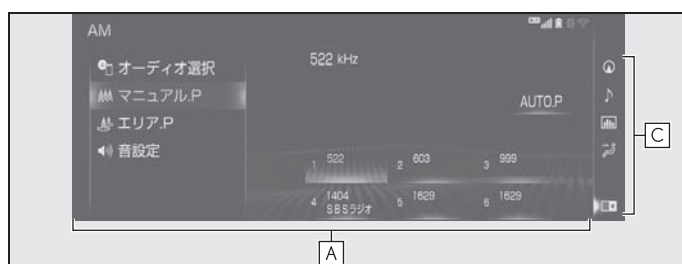 AM
522 kHz
オーディオ選択
マニュアル.P
AUTO.P
エリア.P
音設定
1 522
2 603
3 999
4 1404
SBSラジオ
5 1629
6 1629
A
C